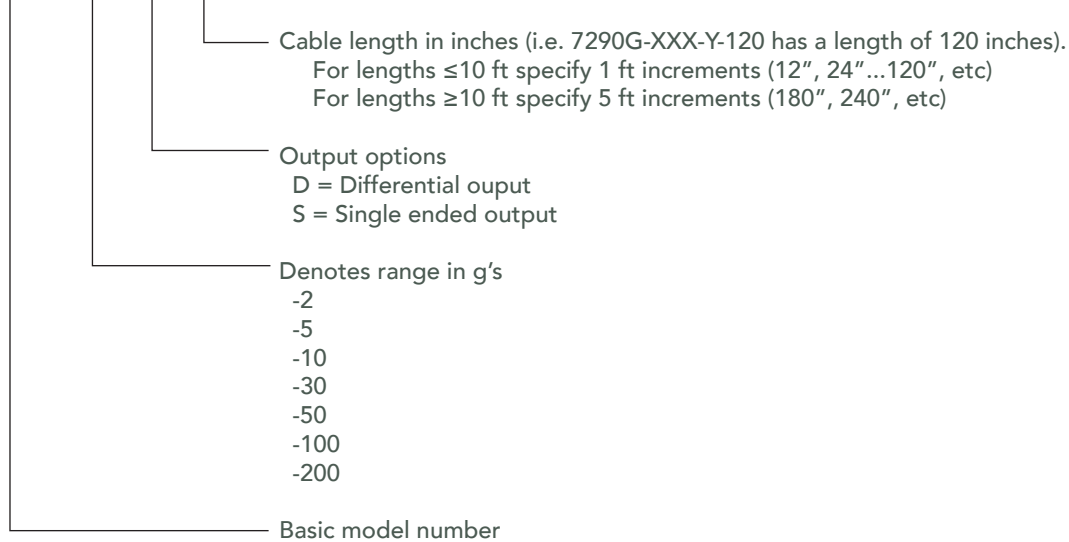 Cable length in inches (i.e. 7290G-XXX-Y-120 has a length of 120 inches).
For lengths ≤10 ft specify 1 ft increments (12”, 24”...120”, etc)
For lengths ≥10 ft specify 5 ft increments (180”, 240”, etc)
Output options
D = Differential ouput
S = Single ended output
Denotes range in g’s
-2
-5
-10
-30
-50
-100
-200
Basic model number